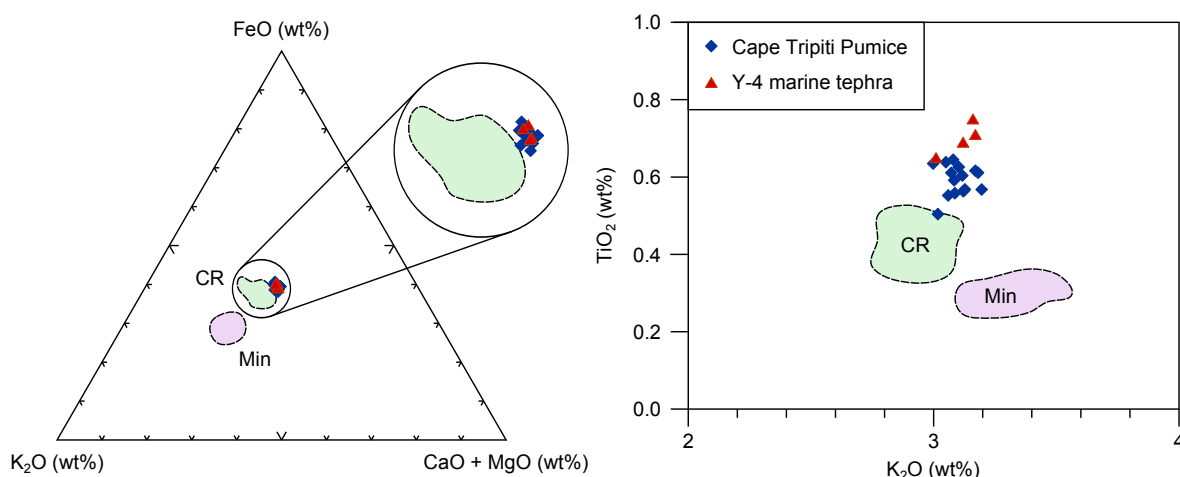 FeO (wt%)
CR
Min
K₂O (wt%)
CaO + MgO (wt%)
TiO₂ (wt%)
1.0
0.8
0.6
0.4
0.2
0.0
Cape Tripiti Pumice
Y-4 marine tephra
CR
Min
2
3
4
K₂O (wt%)